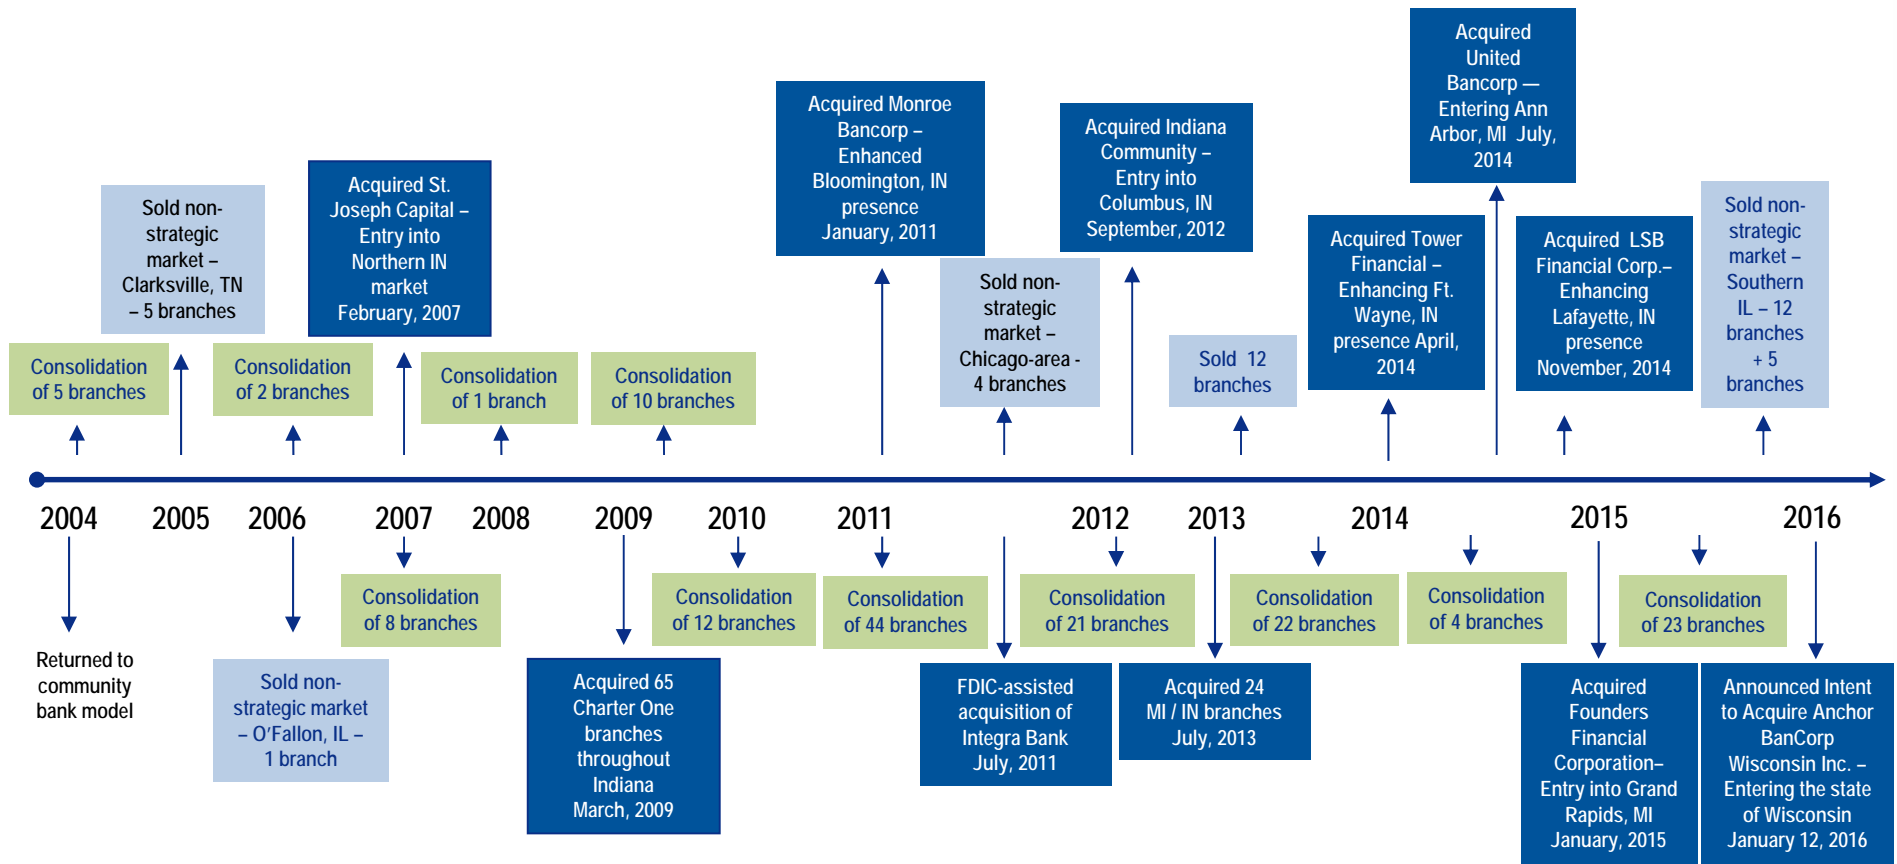 Consolidation
of 5 branches
Sold non-
strategic
market –
Clarksville, TN
– 5 branches
Consolidation
of 2 branches
Acquired St.
Joseph Capital –
Entry into
Northern IN
market
February, 2007
Consolidation
of 1 branch
Consolidation
of 10 branches
Acquired Monroe
Bancorp –
Enhanced
Bloomington, IN
presence
January, 2011
Sold non-
strategic
market –
Chicago-area -
4 branches
Acquired Indiana
Community –
Entry into
Columbus, IN
September, 2012
Sold 12
branches
Acquired Tower
Financial –
Enhancing Ft.
Wayne, IN
presence April,
2014
Acquired
United
Bancorp —
Entering Ann
Arbor, MI July,
2014
Acquired LSB
Financial Corp.–
Enhancing
Lafayette, IN
presence
November, 2014
Sold non-
strategic
market –
Southern
IL – 12
branches
+ 5
branches
2004
2005
2006
2007
2008
2009
2010
2011
2012
2013
2014
2015
2016
Returned to
community
bank model
Sold non-
strategic market
– O'Fallon, IL –
1 branch
Consolidation
of 8 branches
Acquired 65
Charter One
branches
throughout
Indiana
March, 2009
Consolidation
of 12 branches
Consolidation
of 44 branches
FDIC-assisted
acquisition of
Integra Bank
July, 2011
Consolidation
of 21 branches
Acquired 24
MI / IN branches
July, 2013
Consolidation
of 22 branches
Consolidation
of 4 branches
Acquired
Founders
Financial
Corporation–
Entry into Grand
Rapids, MI
January, 2015
Consolidation
of 23 branches
Announced Intent
to Acquire Anchor
BanCorp
Wisconsin Inc. –
Entering the state
of Wisconsin
January 12, 2016